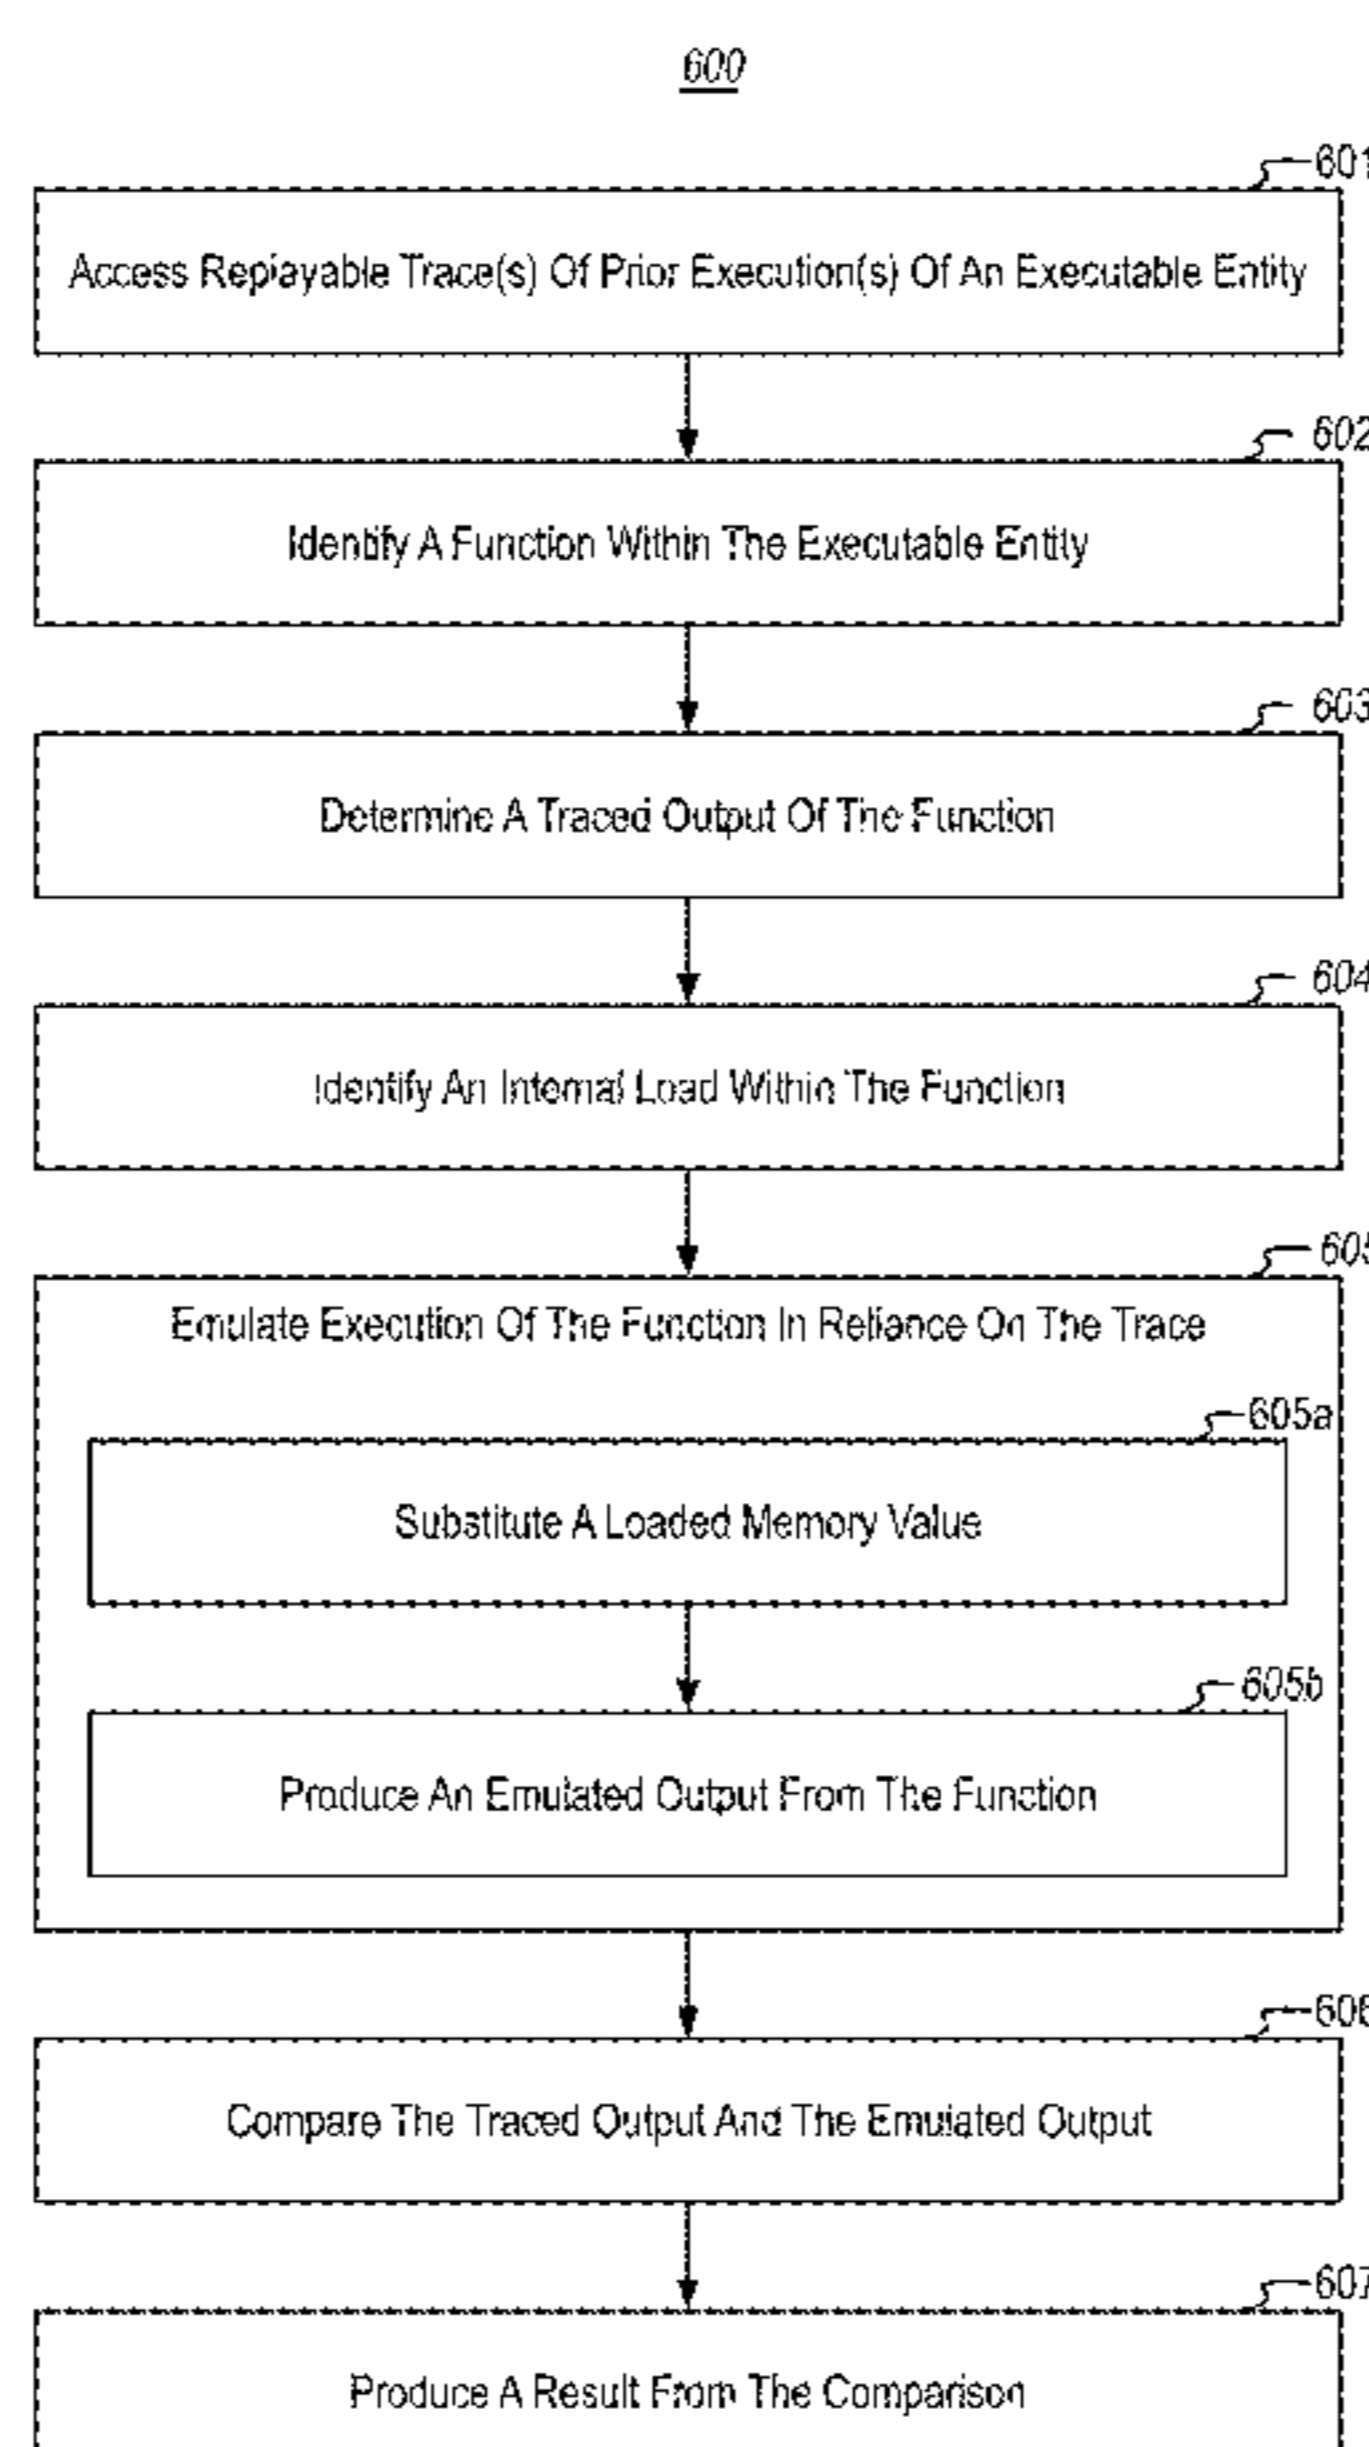 600
601
Access Replayable Trace(s) Of Prior Execution(s) Of An Executable Entity
602
Identify A Function Within The Executable Entity
603
Determine A Traced Output Of The Function
604
Identify An Internal Load Within The Function
605
Emulate Execution Of The Function In Reliance On The Trace
605a
Substitute A Loaded Memory Value
605b
Produce An Emulated Output From The Function
606
Compare The Traced Output And The Emulated Output
607
Produce A Result From The Comparison